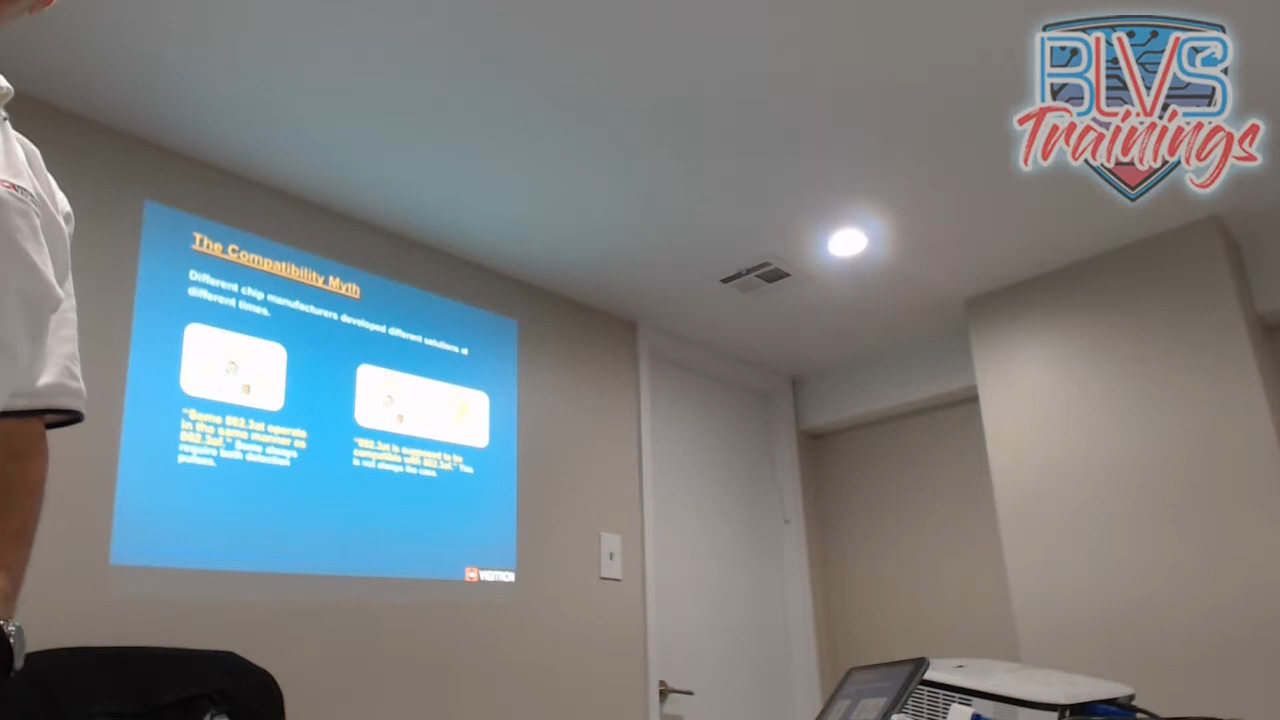 BLVS
Trainings
The Compatibility Myth
Different chip manufacturers developed different solutions at
different times.
"Some 802.3at operate
in the same manner as
802.3af." Some always
require both detection
pulses.
"802.3at is supposed to be
compatible with 802.3af." This
is not always the case.
VIGITRON